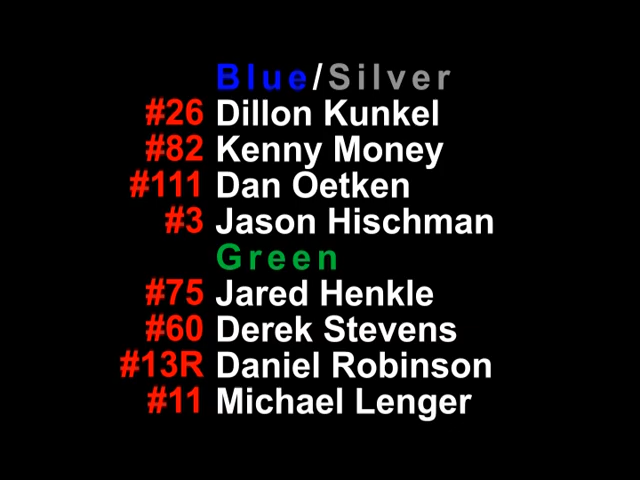 Blue/Silver
#26 Dillon Kunkel
#82 Kenny Money
#111 Dan Oetken
#3 Jason Hischman
Green
#75 Jared Henkle
#60 Derek Stevens
#13R Daniel Robinson
#11 Michael Lenger